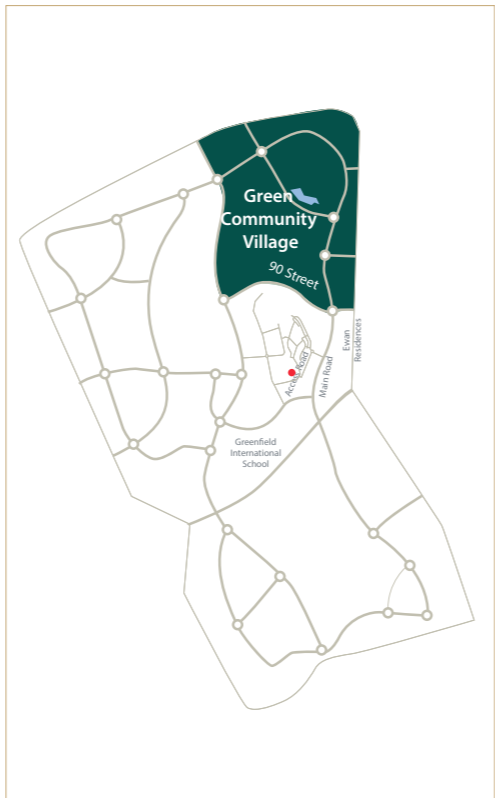 Green
Community
Village
90 Street
Ewan
Residences
Main Road
Access Road
Greenfield
International
School